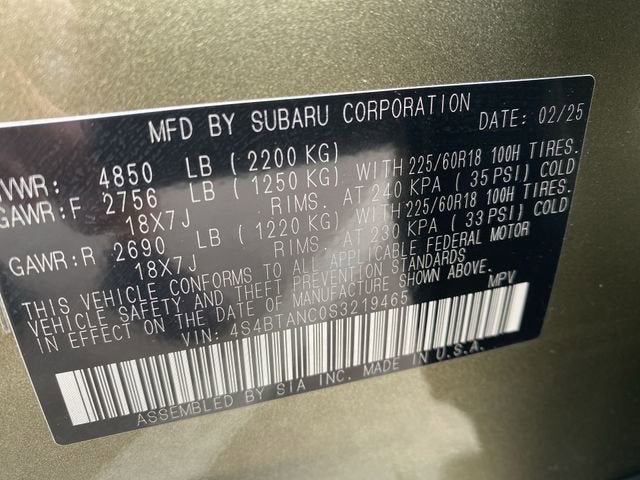 MFD BY SUBARU CORPORATION DATE: 02/25
VWR: 4850 LB (2200 KG)
GAWR:F 2756 LB (1250 KG) WITH 225/60R18 100H TIRES.
18X7J RIMS. AT 240 KPA (35 PSI) COLD
GAWR:R 2690 LB (1220 KG) WITH 225/60R18 100H TIRES.
18X7J RIMS. AT 230 KPA (33 PSI) COLD
THIS VEHICLE CONFORMS TO ALL APPLICABLE FEDERAL MOTOR
VEHICLE SAFETY AND THEFT PREVENTION STANDARDS
IN EFFECT ON THE DATE OF MANUFACTURE SHOWN ABOVE.
VIN: 4S4BTANC0S3219465 MPV
ASSEMBLED BY SIA INC. MADE IN U.S.A.